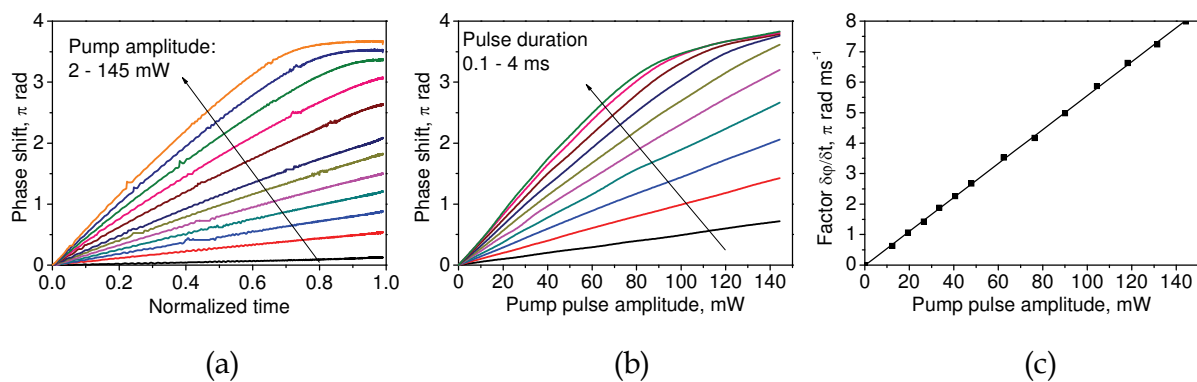 4
3
2
1
0
Phase shift, π rad
Pump amplitude:
2 - 145 mW
0.0 0.2 0.4 0.6 0.8 1.0
Normalized time
(a)
4
3
2
1
0
Phase shift, π rad
Pulse duration
0.1 - 4 ms
0 20 40 60 80 100 120 140
Pump pulse amplitude, mW
(b)
8
7
6
5
4
3
2
1
0
Factor δφ/δt, π rad ms⁻¹
0 20 40 60 80 100 120 140
Pump pulse amplitude, mW
(c)